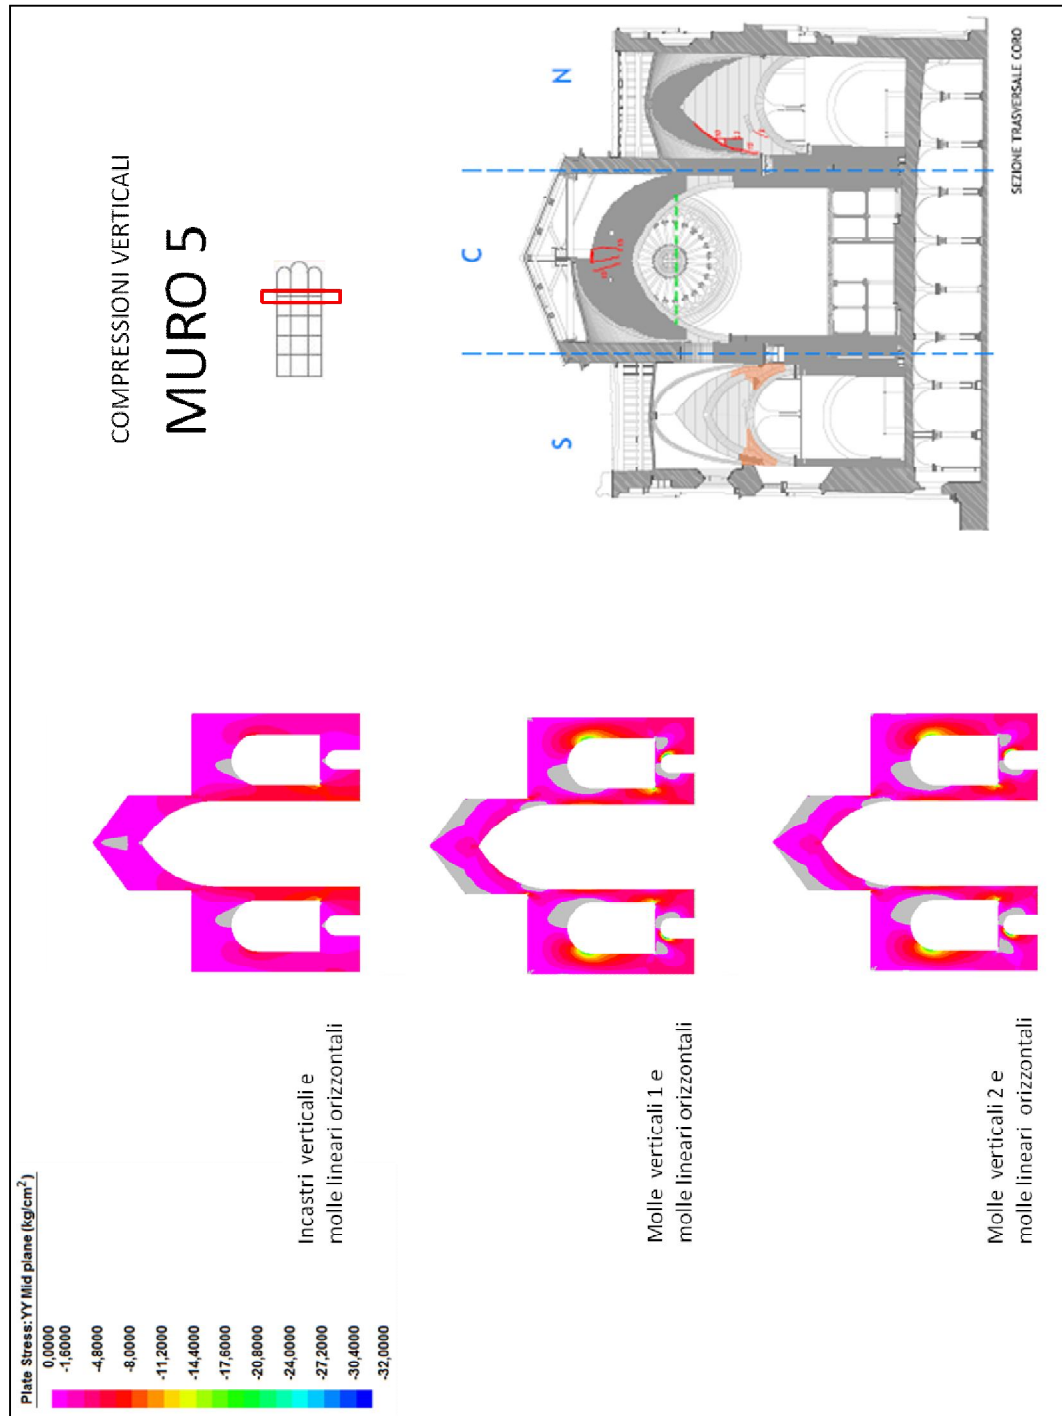 COMPRESSIONI VERTICALI
MURO 5
Plate Stress:YY Mid plane (kg/cm²)
0,0000
-1,6000
-4,8000
-8,0000
-11,2000
-14,4000
-17,6000
-20,8000
-24,0000
-27,2000
-30,4000
-32,0000
Incastri verticali e
molle lineari orizzontali
Molle verticali 1 e
molle lineari orizzontali
Molle verticali 2 e
molle lineari orizzontali
S
C
N
SEZIONE TRASVERSALE CORO